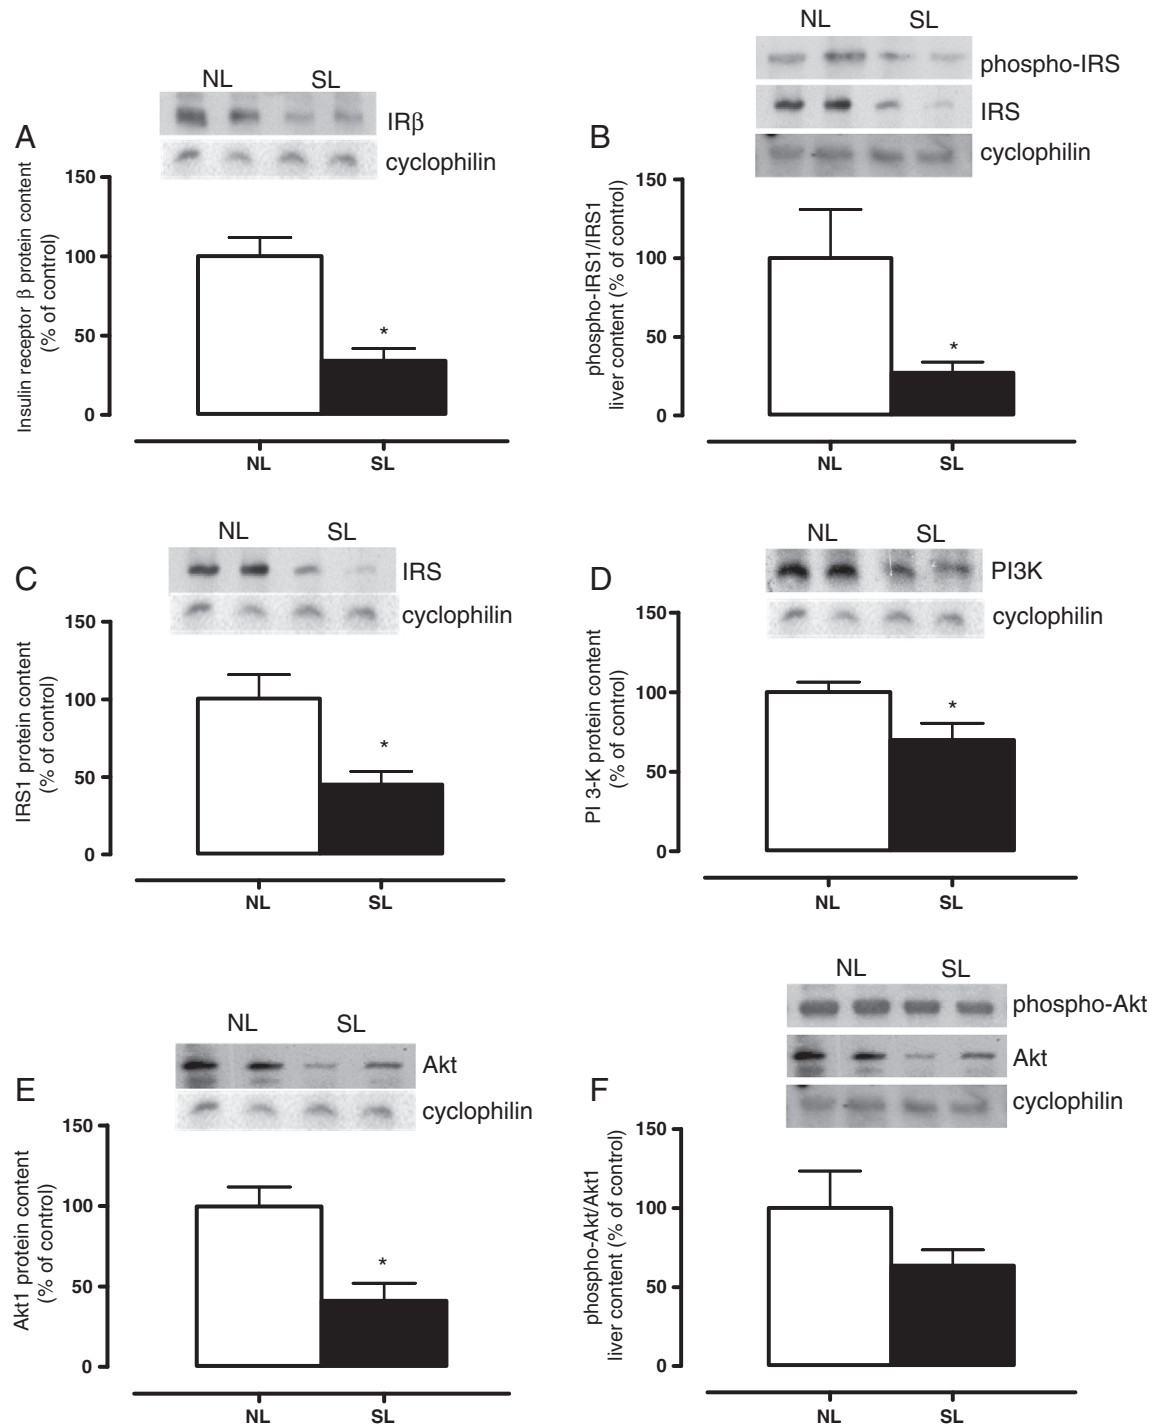 NL SL
IRβ
cyclophilin
A
Insulin receptor β protein content
(% of control)
150
100
50
0
*
NL SL
NL SL
phospho-IRS
IRS
cyclophilin
B
phospho-IRS1/IRS1
liver content (% of control)
150
100
50
0
*
NL SL
NL SL
IRS
cyclophilin
C
IRS1 protein content
(% of control)
150
100
50
0
*
NL SL
NL SL
PI3K
cyclophilin
D
PI 3-K protein content
(% of control)
150
100
50
0
*
NL SL
NL SL
Akt
cyclophilin
E
Akt1 protein content
(% of control)
150
100
50
0
*
NL SL
NL SL
phospho-Akt
Akt
cyclophilin
F
phospho-Akt/Akt1
liver content (% of control)
150
100
50
0
NL SL